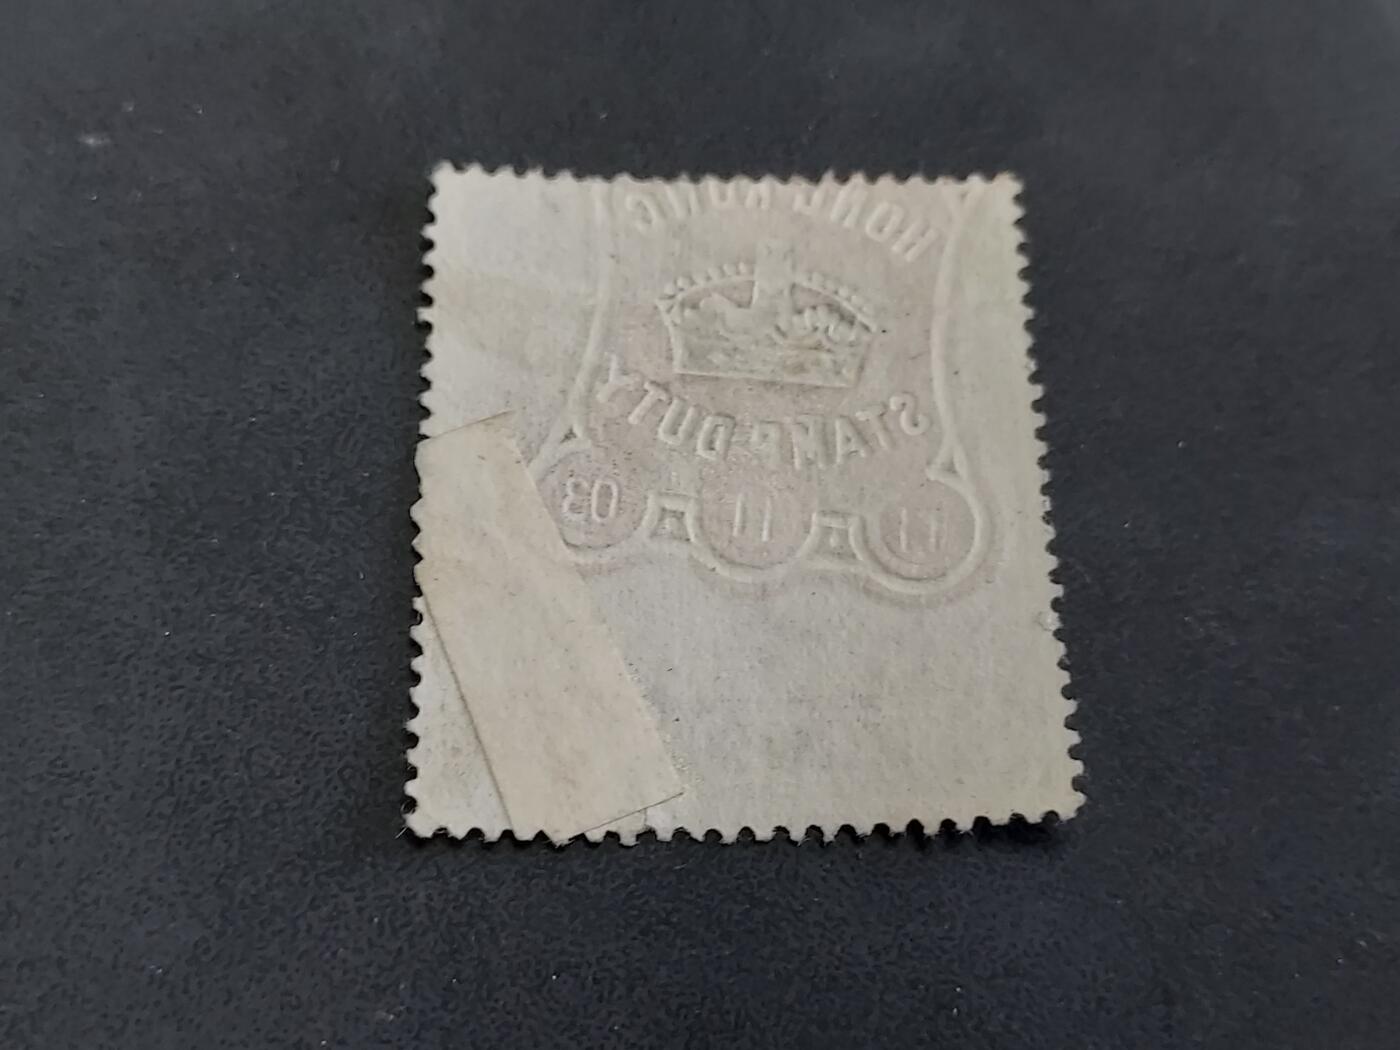 HONG KONG
STAMP DUTY
11 11 03